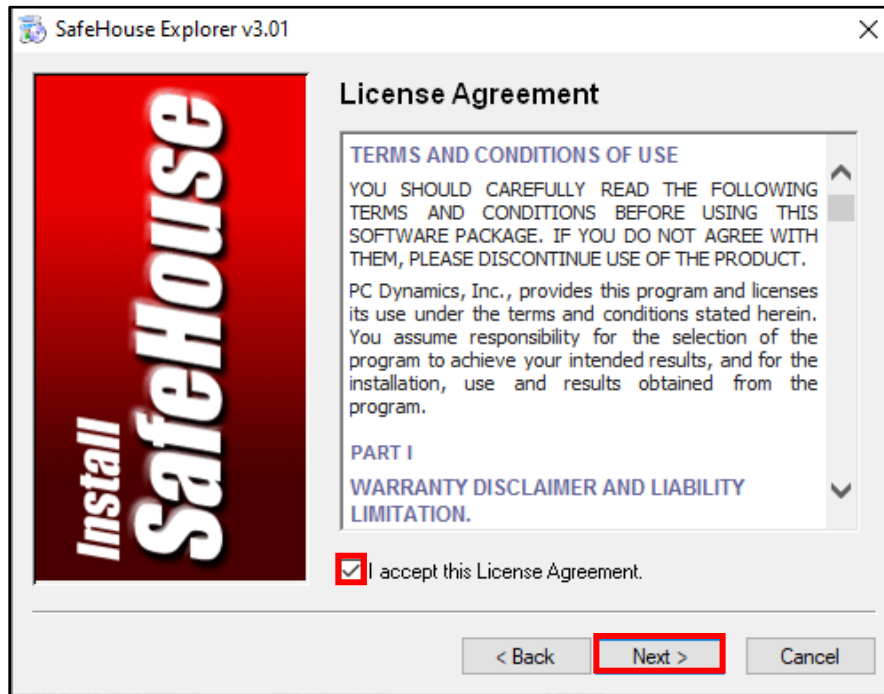 SafeHouse Explorer v3.01
Install
SafeHouse
License Agreement
TERMS AND CONDITIONS OF USE
YOU SHOULD CAREFULLY READ THE FOLLOWING
TERMS AND CONDITIONS BEFORE USING THIS
SOFTWARE PACKAGE. IF YOU DO NOT AGREE WITH
THEM, PLEASE DISCONTINUE USE OF THE PRODUCT.
PC Dynamics, Inc., provides this program and licenses
its use under the terms and conditions stated herein.
You assume responsibility for the selection of the
program to achieve your intended results, and for the
installation, use and results obtained from the
program.
PART I
WARRANTY DISCLAIMER AND LIABILITY
LIMITATION.
I accept this License Agreement.
< Back
Next >
Cancel